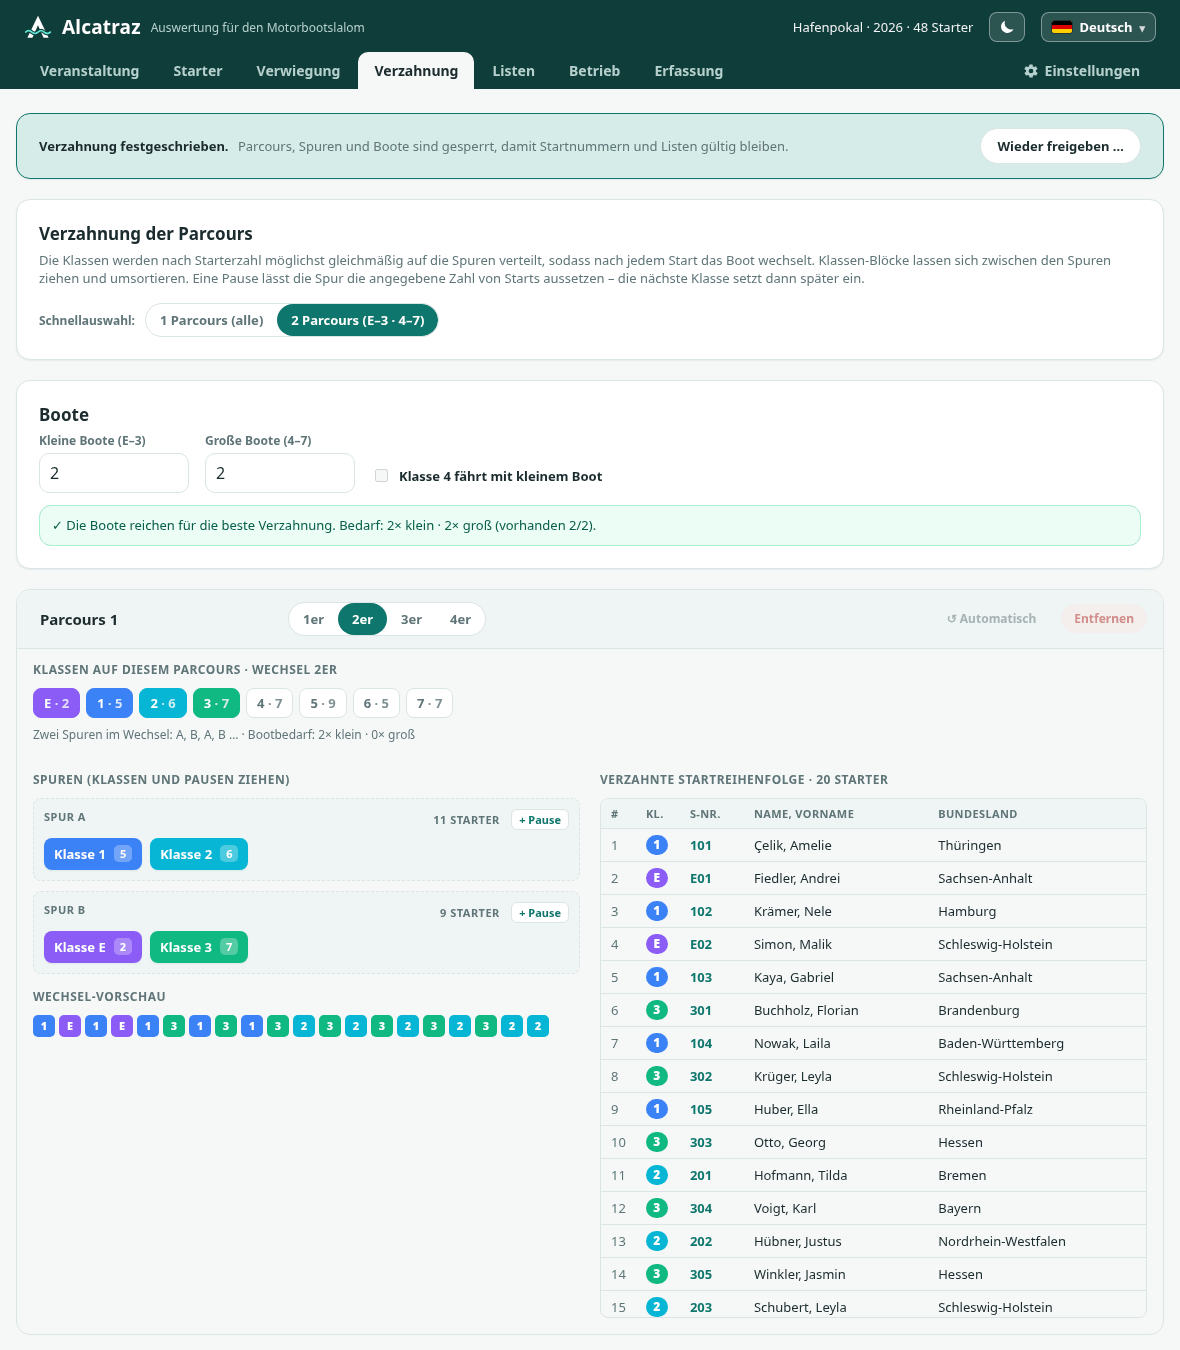 Alcatraz Auswertung für den Motorbootslalom
Hafenpokal · 2026 · 48 Starter
Deutsch ▾
Veranstaltung Starter Verwiegung Verzahnung Listen Betrieb Erfassung Einstellungen
Verzahnung festgeschrieben. Parcours, Spuren und Boote sind gesperrt, damit Startnummern und Listen gültig bleiben.
Wieder freigeben …
Verzahnung der Parcours
Die Klassen werden nach Starterzahl möglichst gleichmäßig auf die Spuren verteilt, sodass nach jedem Start das Boot wechselt. Klassen-Blöcke lassen sich zwischen den Spuren
ziehen und umsortieren. Eine Pause lässt die Spur die angegebene Zahl von Starts aussetzen – die nächste Klasse setzt dann später ein.
Schnellauswahl: 1 Parcours (alle) 2 Parcours (E–3 · 4–7)
Boote
Kleine Boote (E–3) Große Boote (4–7)
2 2 Klasse 4 fährt mit kleinem Boot
✓ Die Boote reichen für die beste Verzahnung. Bedarf: 2× klein · 2× groß (vorhanden 2/2).
Parcours 1 1er 2er 3er 4er ↺ Automatisch Entfernen
KLASSEN AUF DIESEM PARCOURS · WECHSEL 2ER
E · 2 1 · 5 2 · 6 3 · 7 4 · 7 5 · 9 6 · 5 7 · 7
Zwei Spuren im Wechsel: A, B, A, B … · Bootbedarf: 2× klein · 0× groß
SPUREN (KLASSEN UND PAUSEN ZIEHEN)
SPUR A 11 STARTER + Pause
Klasse 1 5 Klasse 2 6
SPUR B 9 STARTER + Pause
Klasse E 2 Klasse 3 7
WECHSEL-VORSCHAU
1 E 1 E 1 3 1 3 1 3 2 3 2 3 2 3 2 3 2 2
VERZAHNTE STARTREIHENFOLGE · 20 STARTER
# KL. S-NR. NAME, VORNAME BUNDESLAND
1 1 101 Çelik, Amelie Thüringen
2 E E01 Fiedler, Andrei Sachsen-Anhalt
3 1 102 Krämer, Nele Hamburg
4 E E02 Simon, Malik Schleswig-Holstein
5 1 103 Kaya, Gabriel Sachsen-Anhalt
6 3 301 Buchholz, Florian Brandenburg
7 1 104 Nowak, Laila Baden-Württemberg
8 3 302 Krüger, Leyla Schleswig-Holstein
9 1 105 Huber, Ella Rheinland-Pfalz
10 3 303 Otto, Georg Hessen
11 2 201 Hofmann, Tilda Bremen
12 3 304 Voigt, Karl Bayern
13 2 202 Hübner, Justus Nordrhein-Westfalen
14 3 305 Winkler, Jasmin Hessen
15 2 203 Schubert, Leyla Schleswig-Holstein